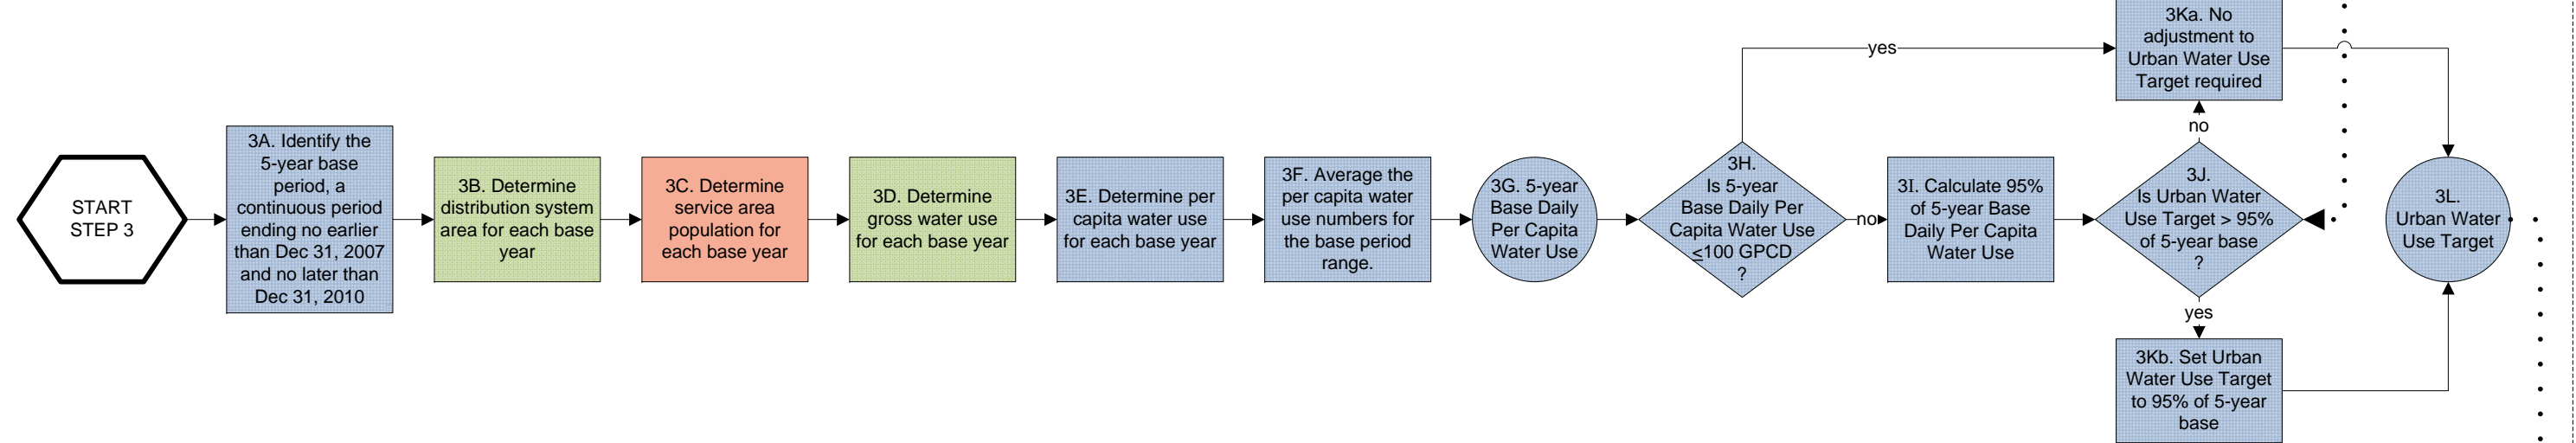 START
STEP 3
3A. Identify the
5-year base
period, a
continuous period
ending no earlier
than Dec 31, 2007
and no later than
Dec 31, 2010
3B. Determine
distribution system
area for each base
year
3C. Determine
service area
population for
each base year
3D. Determine
gross water use
for each base year
3E. Determine per
capita water use
for each base year
3F. Average the
per capita water
use numbers for
the base period
range.
3G. 5-year
Base Daily
Per Capita
Water Use
3H.
Is 5-year
Base Daily Per
Capita Water Use
≤100 GPCD
?
yes
no
3I. Calculate 95%
of 5-year Base
Daily Per Capita
Water Use
3J.
Is Urban Water
Use Target > 95%
of 5-year base
?
no
3Ka. No
adjustment to
Urban Water Use
Target required
yes
3Kb. Set Urban
Water Use Target
to 95% of 5-year
base
3L.
Urban Water
Use Target